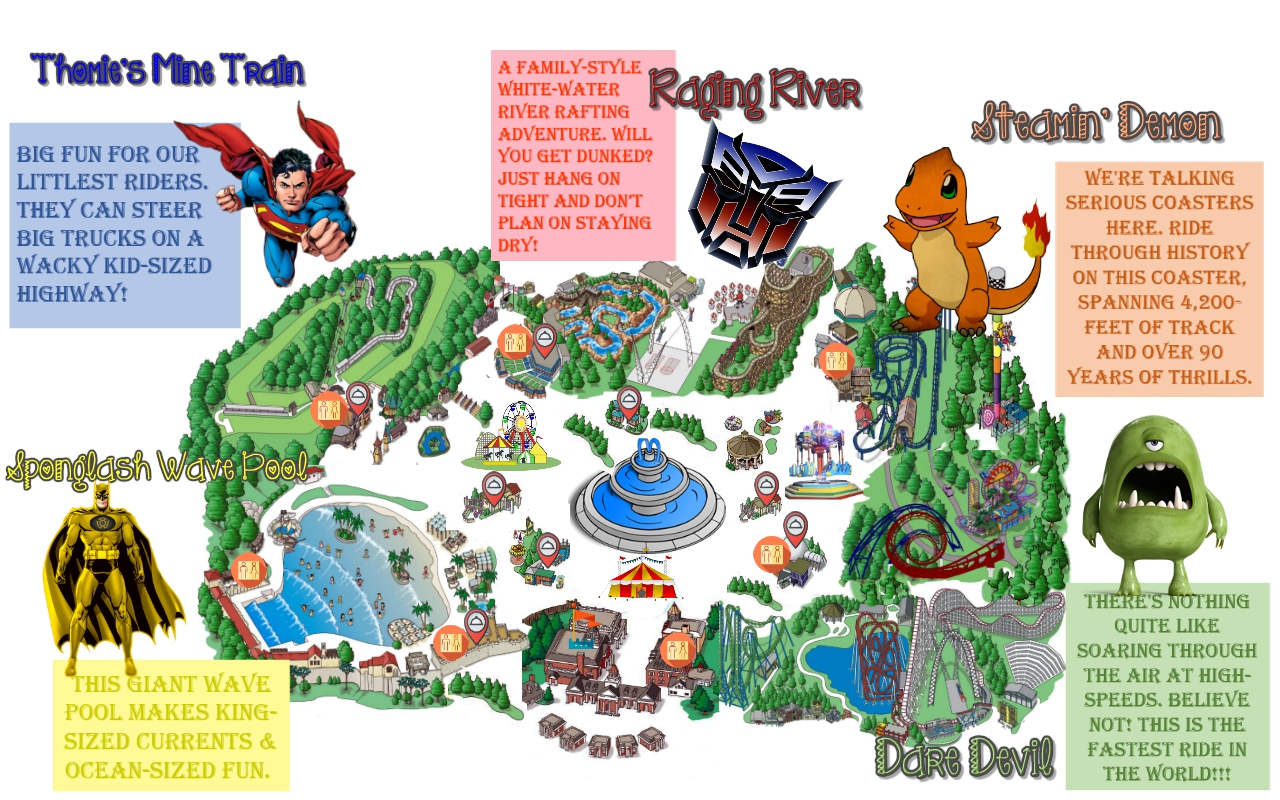 Thomie's Mine Train
BIG FUN FOR OUR
LITTLEST RIDERS.
THEY CAN STEER
BIG TRUCKS ON A
WACKY KID-SIZED
HIGHWAY!
A FAMILY-STYLE
WHITE-WATER
RIVER RAFTING
ADVENTURE. WILL
YOU GET DUNKED?
JUST HANG ON
TIGHT AND DON'T
PLAN ON STAYING
DRY!
Raging River
Steamin' Demon
WE'RE TALKING
SERIOUS COASTERS
HERE. RIDE
THROUGH HISTORY
ON THIS COASTER,
SPANNING 4,200-
FEET OF TRACK
AND OVER 90
YEARS OF THRILLS.
Sponglash Wave Pool
THIS GIANT WAVE
POOL MAKES KING-
SIZED CURRENTS &
OCEAN-SIZED FUN.
THERE'S NOTHING
QUITE LIKE
SOARING THROUGH
THE AIR AT HIGH-
SPEEDS. BELIEVE
NOT! THIS IS THE
FASTEST RIDE IN
THE WORLD!!!
Dare Devil